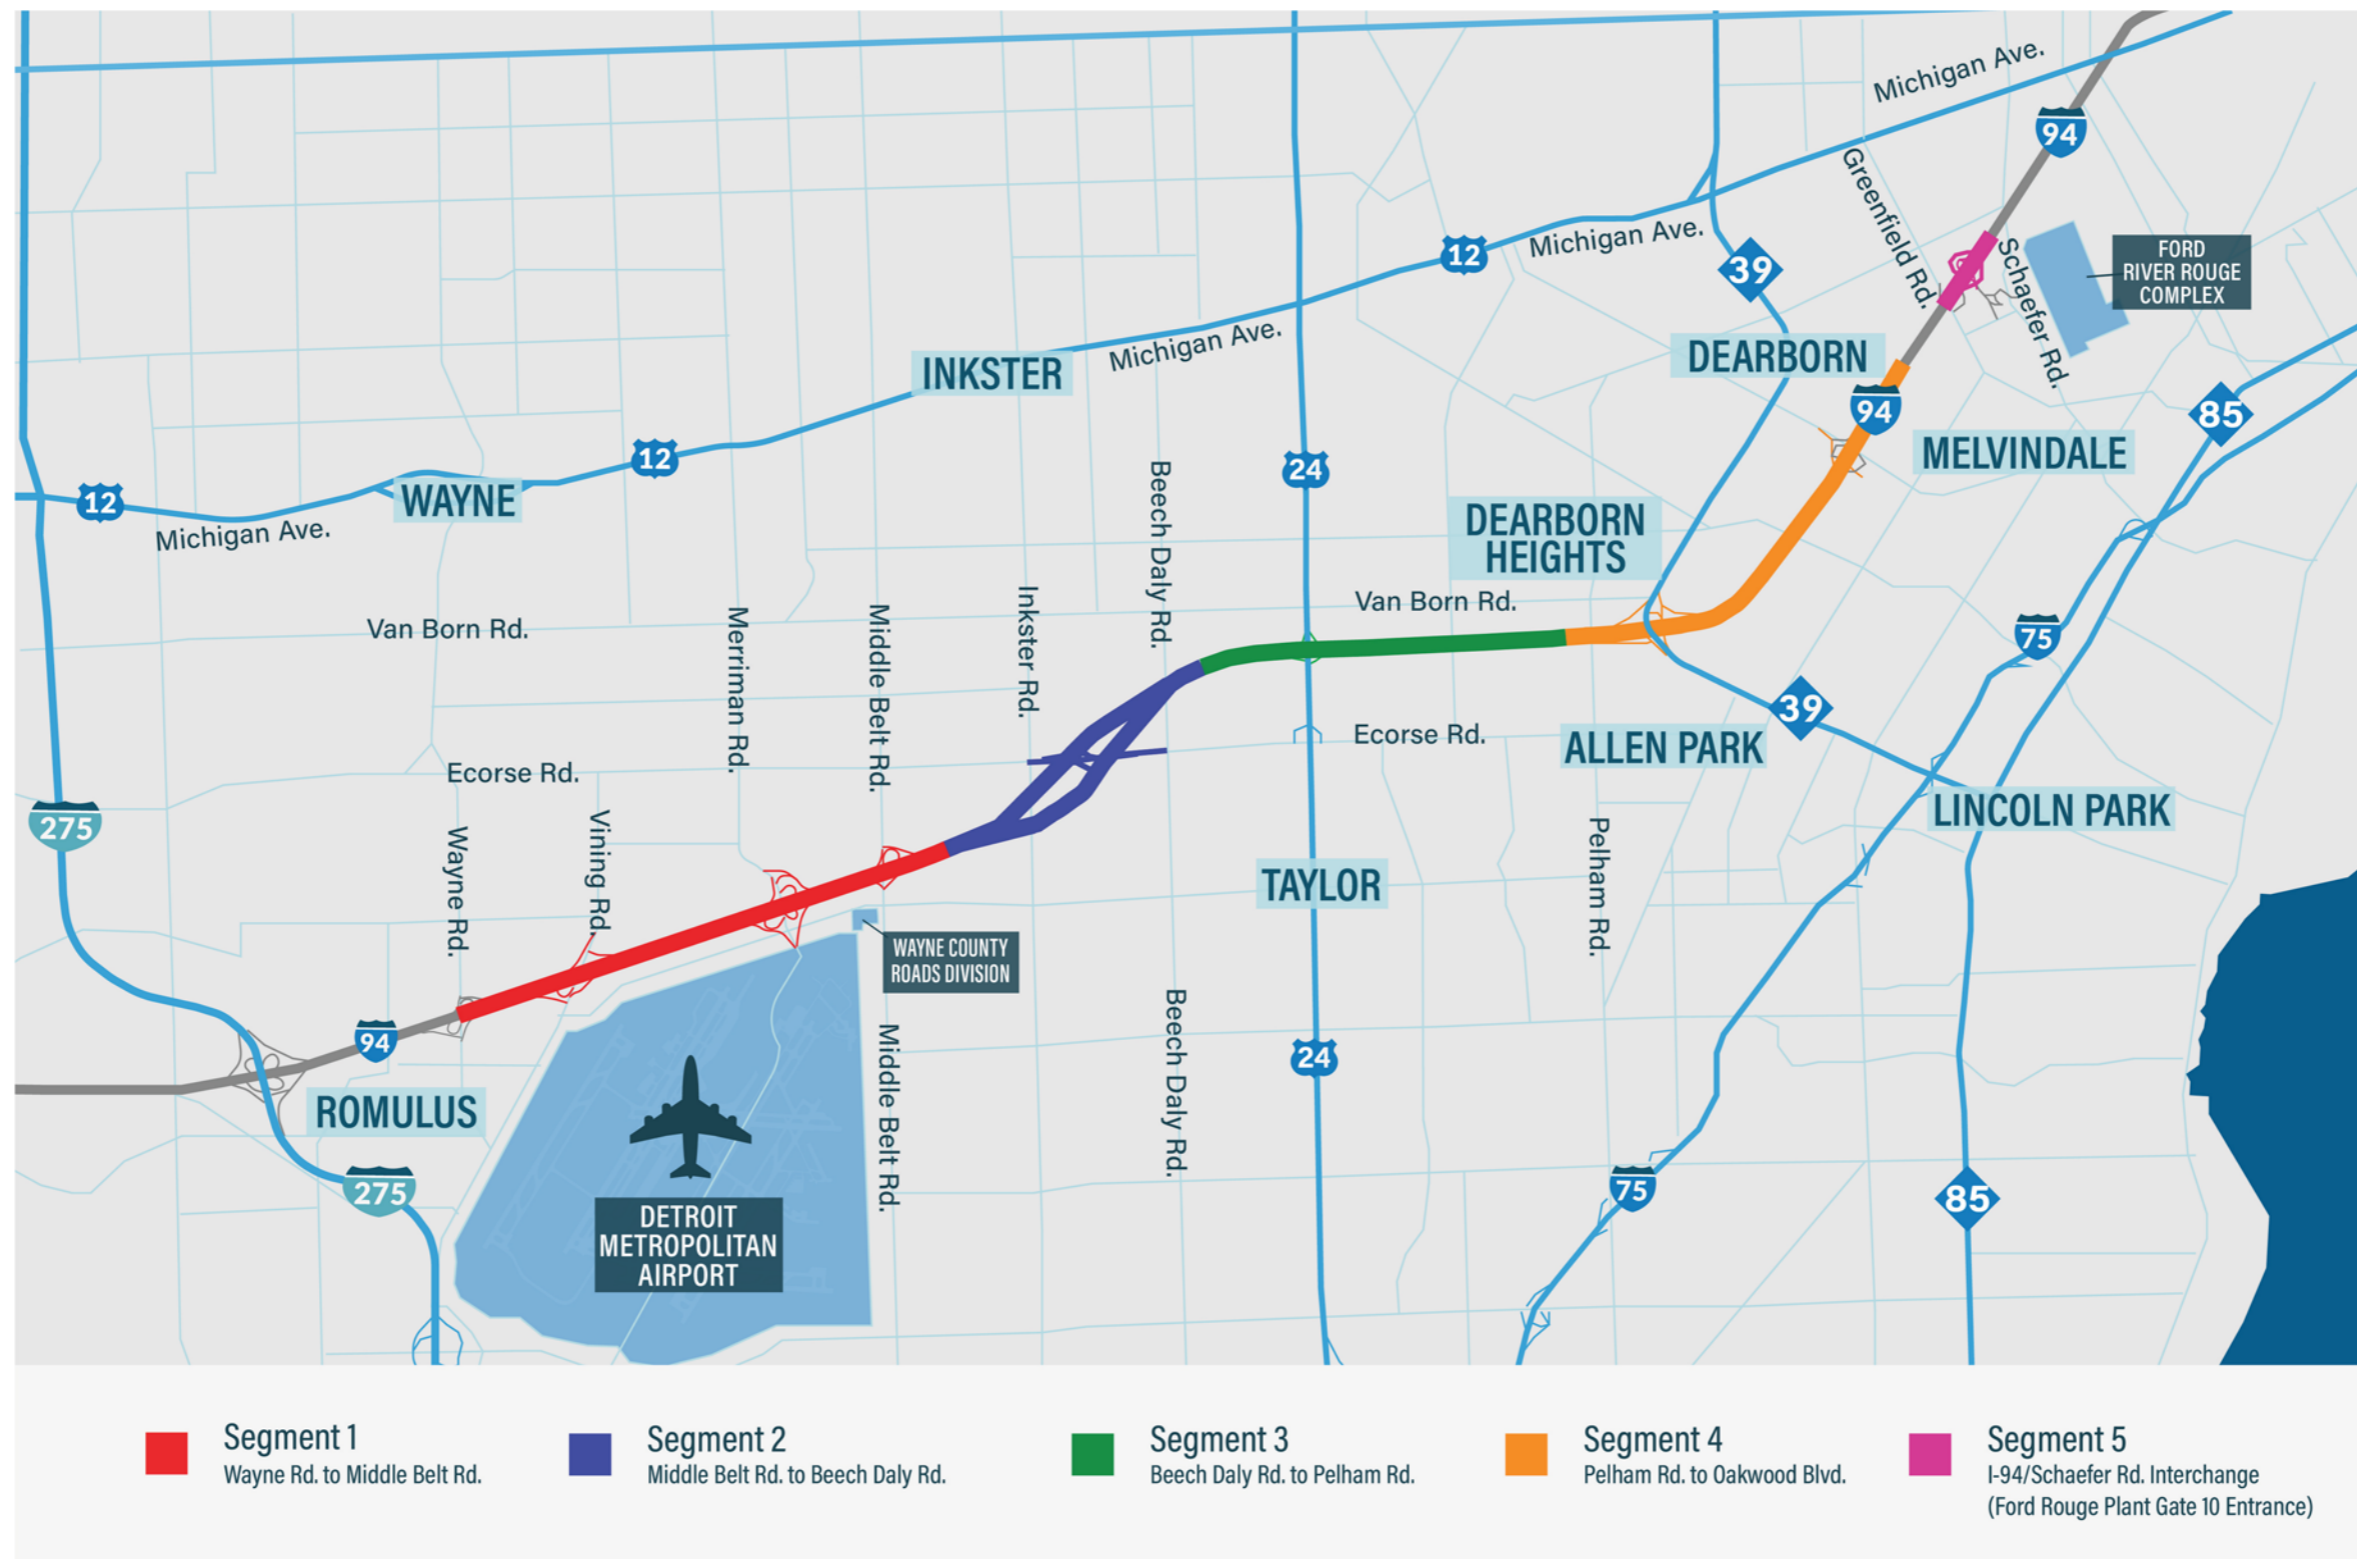 Michigan Ave.
94
Greenfield Rd.
Schaefer Rd.
FORD
RIVER ROUGE
COMPLEX
12
Michigan Ave.
39
Michigan Ave.
INKSTER
DEARBORN
94
85
MELVINDALE
12
24
12
WAYNE
Michigan Ave.
DEARBORN
HEIGHTS
Beech Daly Rd.
Van Born Rd.
Van Born Rd.
Merriman Rd.
Middle Belt Rd.
Inkster Rd.
75
39
Ecorse Rd.
ALLEN PARK
Ecorse Rd.
275
LINCOLN PARK
Wayne Rd.
Vining Rd.
TAYLOR
Pelham Rd.
WAYNE COUNTY
ROADS DIVISION
94
Middle Belt Rd.
Beech Daly Rd.
24
ROMULUS
275
75
85
DETROIT
METROPOLITAN
AIRPORT
Segment 1
Wayne Rd. to Middle Belt Rd.
Segment 2
Middle Belt Rd. to Beech Daly Rd.
Segment 3
Beech Daly Rd. to Pelham Rd.
Segment 4
Pelham Rd. to Oakwood Blvd.
Segment 5
I-94/Schaefer Rd. Interchange
(Ford Rouge Plant Gate 10 Entrance)